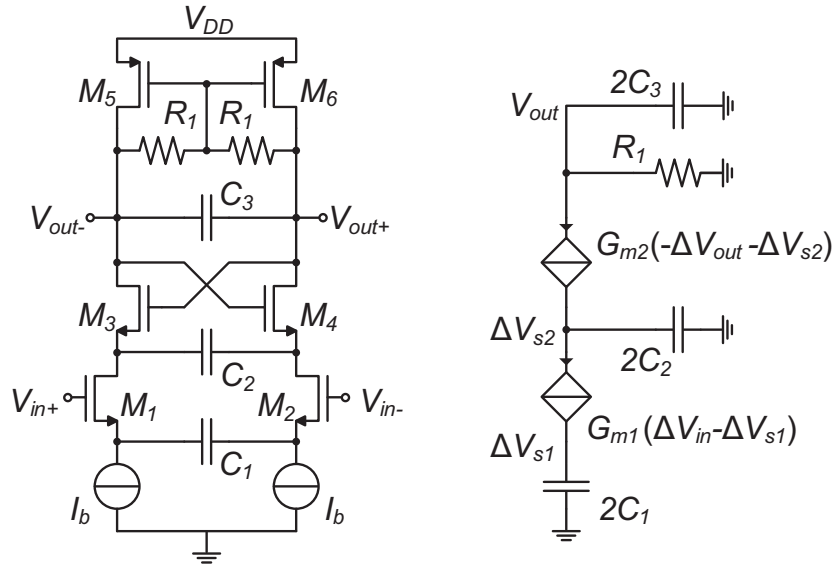 V_DD
M_5
M_6
R_1
R_1
C_3
V_out-
V_out+
M_3
M_4
C_2
V_in+
M_1
M_2
V_in-
C_1
I_b
I_b
2C_3
V_out
R_1
G_m2(-ΔV_out -ΔV_s2)
ΔV_s2
2C_2
G_m1(ΔV_in-ΔV_s1)
ΔV_s1
2C_1